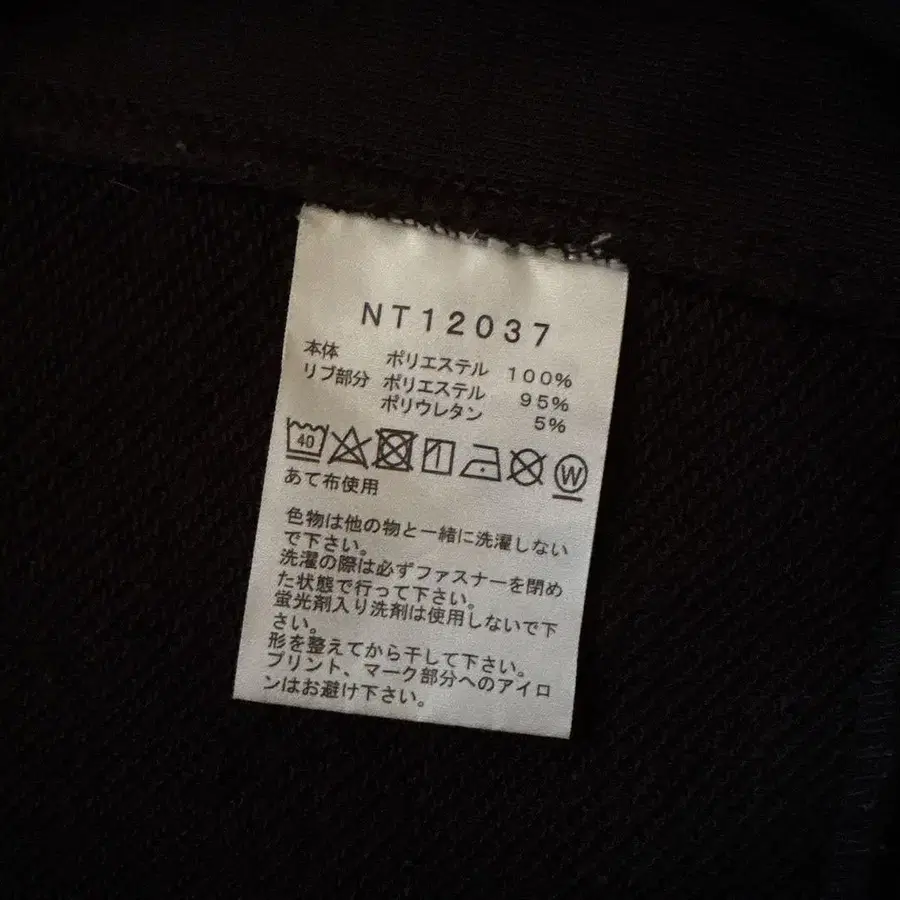 NT12037
本体 ポリエステル 100%
リブ部分 ポリエステル 95%
ポリウレタン 5%
40 W
あて布使用
色物は他の物と一緒に洗濯しない
で下さい。
洗濯の際は必ずファスナーを閉め
た状態で行って下さい。
蛍光剤入り洗剤は使用しないで下
さい。
形を整えてから干して下さい。
プリント、マーク部分へのアイロ
ンはお避け下さい。